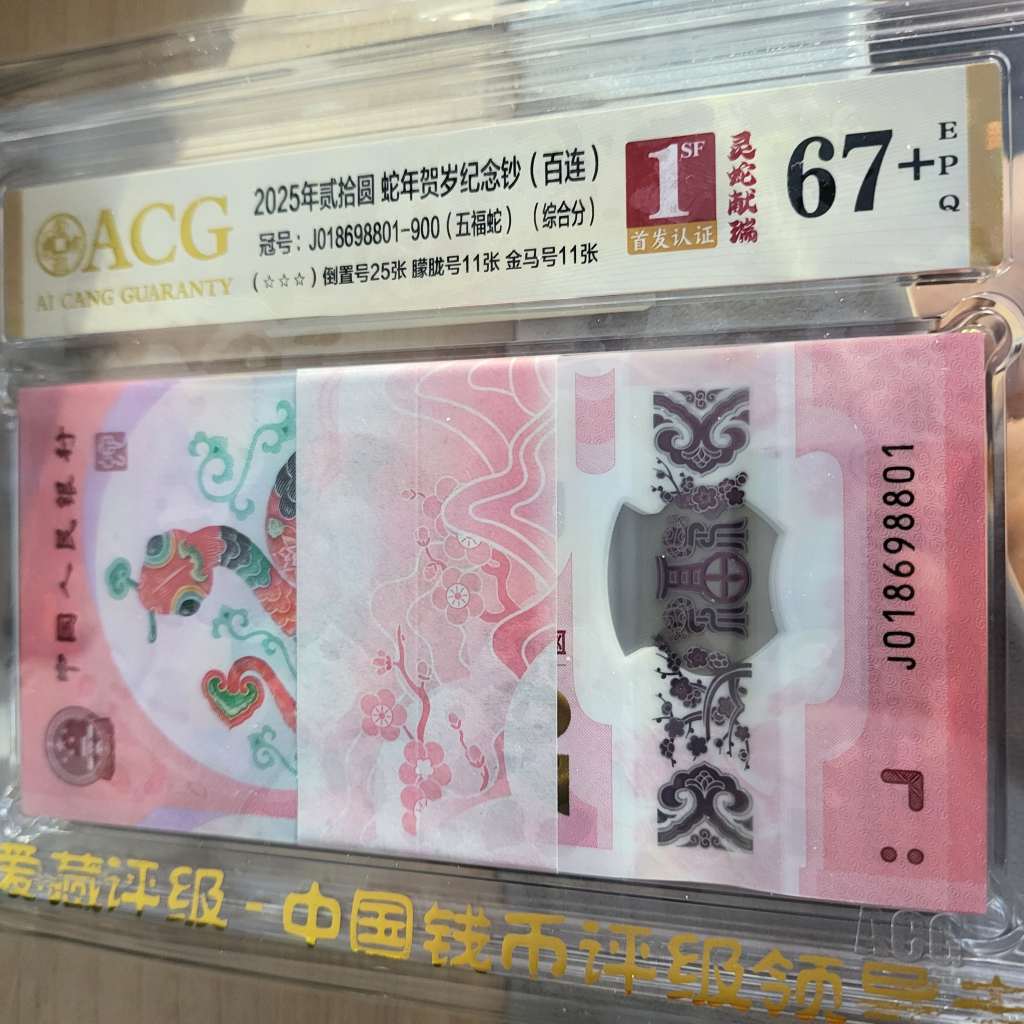 ACG
AI CANG GUARANTY
2025年贰拾圆 蛇年贺岁纪念钞（百连）
冠号：J018698801-900（五福蛇）（综合分）
(☆☆☆) 倒置号25张 朦胧号11张 金马号11张
1SF
首发认证
灵蛇献瑞
67+
EPQ
中国人民银行
福
J018698801
爱藏评级-中国钱币评级领导
ACG